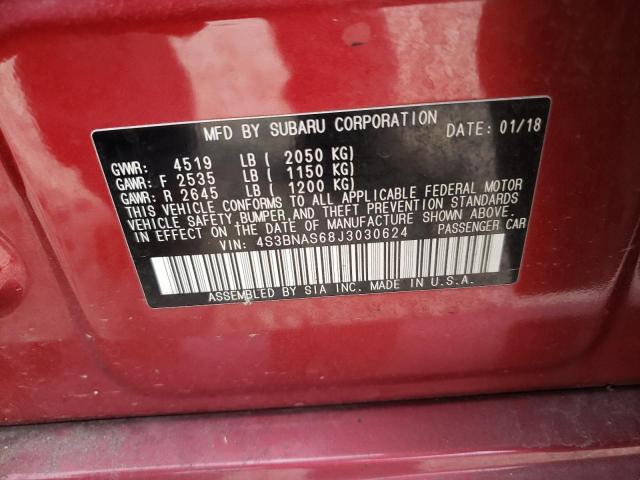 MFD BY SUBARU CORPORATION DATE: 01/18
GVWR: 4519 LB ( 2050 KG)
GAWR: F 2535 LB ( 1150 KG)
GAWR: R 2645 LB ( 1200 KG)
THIS VEHICLE CONFORMS TO ALL APPLICABLE FEDERAL MOTOR
VEHICLE SAFETY, BUMPER, AND THEFT PREVENTION STANDARDS
IN EFFECT ON THE DATE OF MANUFACTURE SHOWN ABOVE.
VIN: 4S3BNAS68J3030624 PASSENGER CAR
ASSEMBLED BY SIA INC. MADE IN U.S.A.